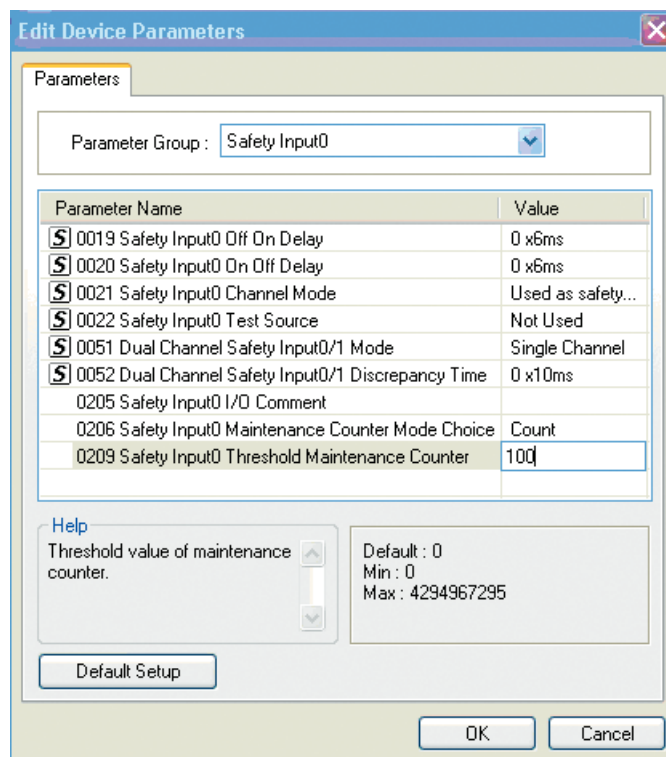 Edit Device Parameters
Parameters
Parameter Group : Safety Input0
Parameter Name Value
S 0019 Safety Input0 Off On Delay 0 x6ms
S 0020 Safety Input0 On Off Delay 0 x6ms
S 0021 Safety Input0 Channel Mode Used as safety...
S 0022 Safety Input0 Test Source Not Used
S 0051 Dual Channel Safety Input0/1 Mode Single Channel
S 0052 Dual Channel Safety Input0/1 Discrepancy Time 0 x10ms
0205 Safety Input0 I/O Comment
0206 Safety Input0 Maintenance Counter Mode Choice Count
0209 Safety Input0 Threshold Maintenance Counter 100
Help
Threshold value of maintenance
counter.
Default : 0
Min : 0
Max : 4294967295
Default Setup
OK Cancel